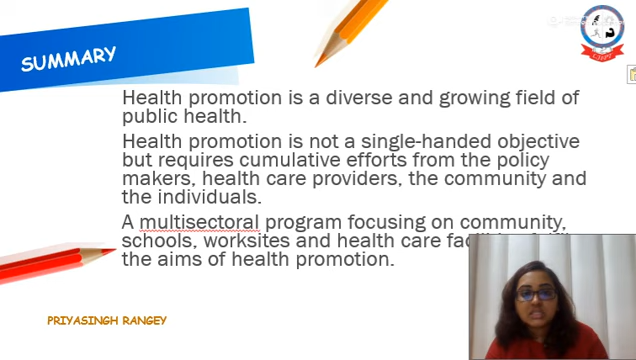 SUMMARY
Health promotion is a diverse and growing field of
public health.
Health promotion is not a single-handed objective
but requires cumulative efforts from the policy
makers, health care providers, the community and
the individuals.
A multisectoral program focusing on community,
schools, worksites and health care
the aims of health promotion.
PRIYASINGH RANGEY